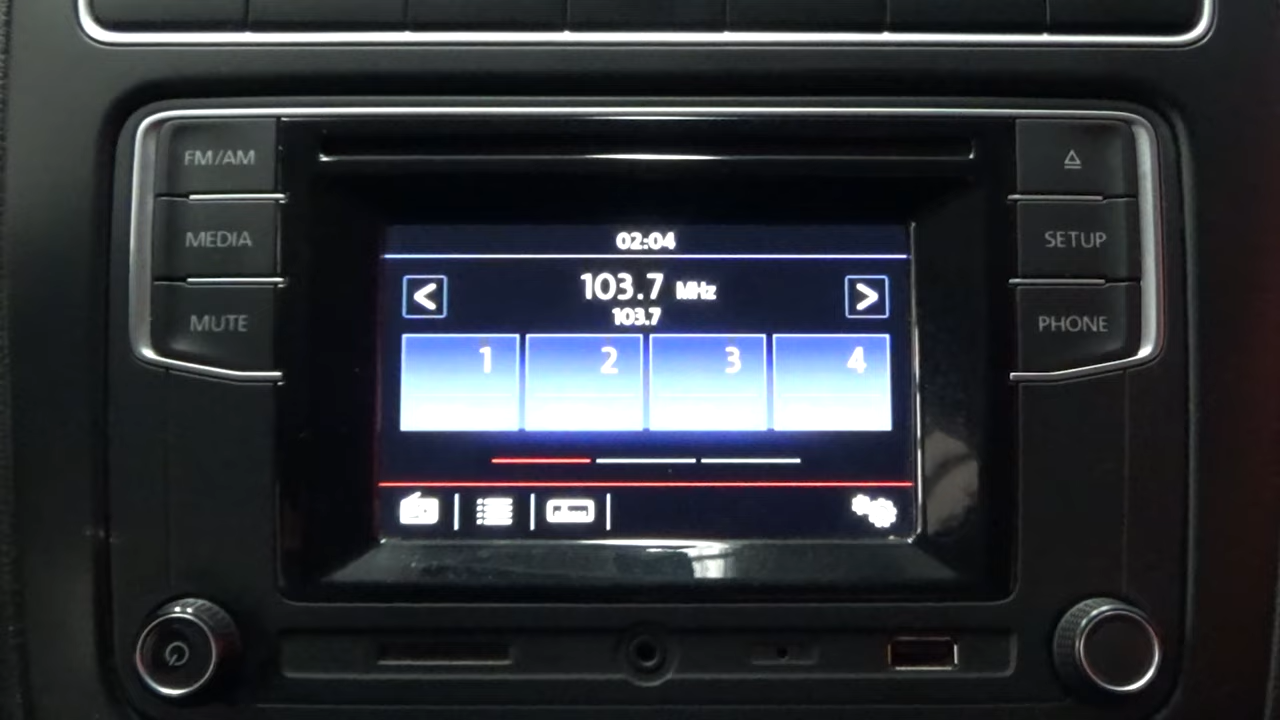 FM/AM
MEDIA
MUTE
02:04
103.7 MHz
103.7
1 2 3 4
SETUP
PHONE